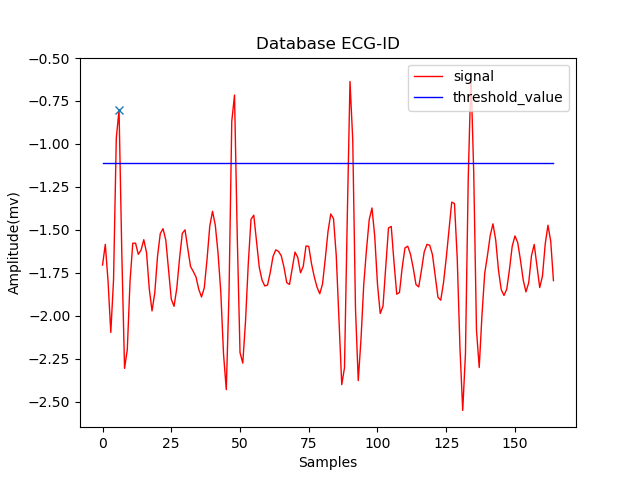 Database ECG-ID
signal
threshold_value
Amplitude(mv)
−0.50
−0.75
−1.00
−1.25
−1.50
−1.75
−2.00
−2.25
−2.50
0 25 50 75 100 125 150
Samples